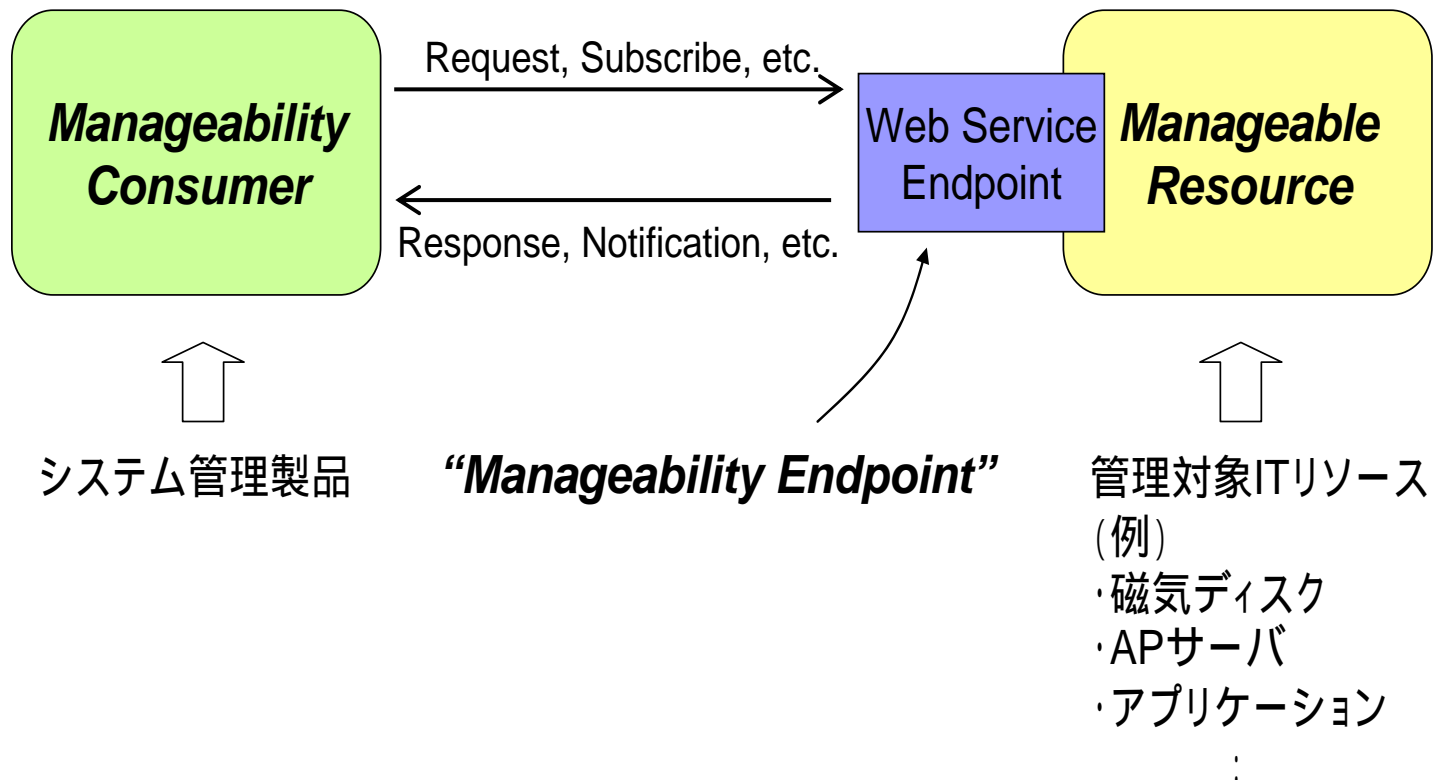 Manageability
Consumer
Request, Subscribe, etc.
Response, Notification, etc.
Web Service
Endpoint
Manageable
Resource
システム管理製品
“Manageability Endpoint”
管理対象ITリソース
(例)
・磁気ディスク
・APサーバ
・アプリケーション
: